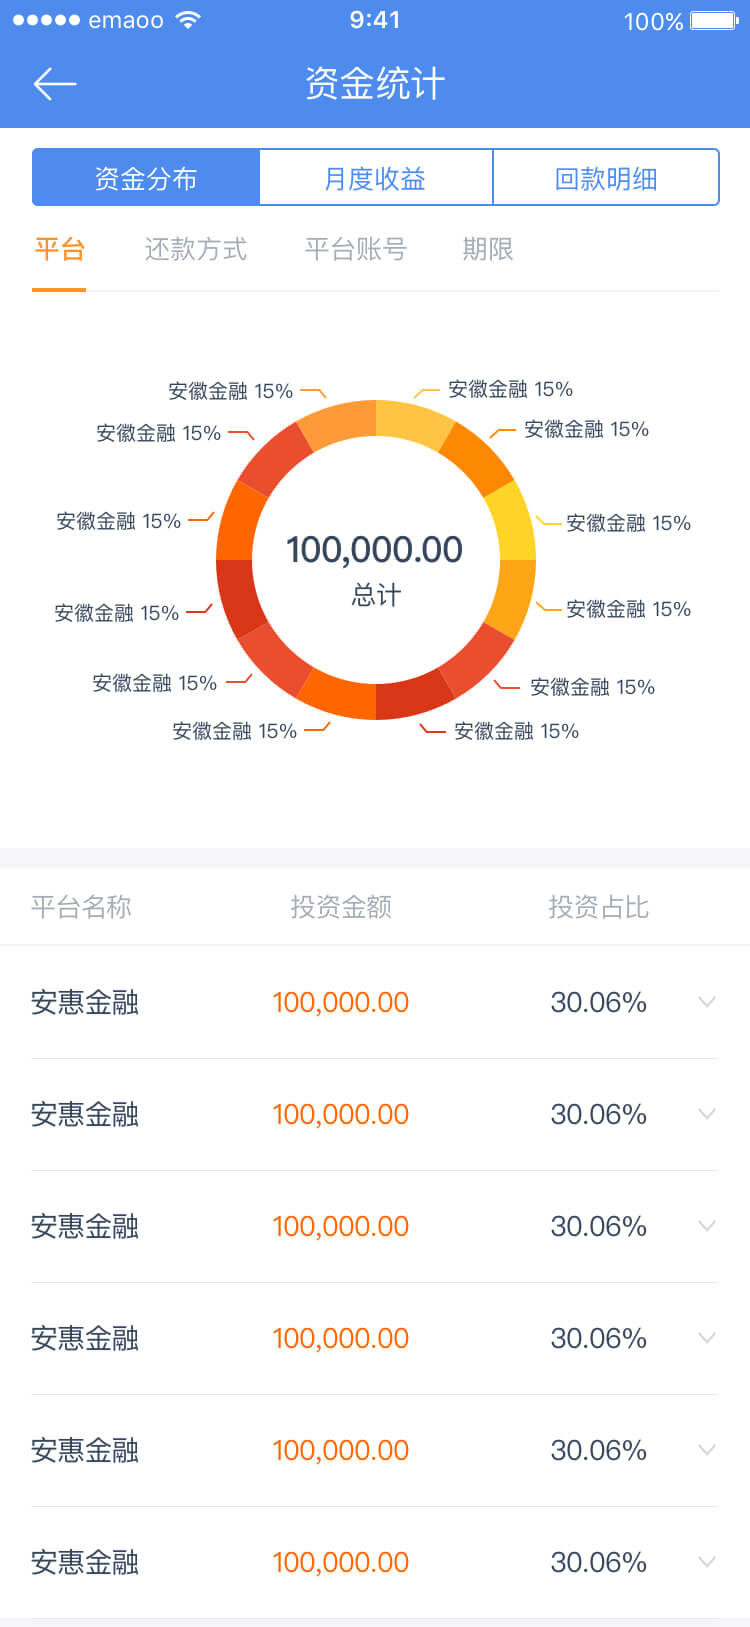 emaoo 9:41 100%
资金统计
资金分布 月度收益 回款明细
平台 还款方式 平台账号 期限
安徽金融 15% 安徽金融 15%
安徽金融 15% 安徽金融 15%
安徽金融 15% 安徽金融 15%
100,000.00
总计
安徽金融 15% 安徽金融 15%
安徽金融 15% 安徽金融 15%
安徽金融 15% 安徽金融 15%
平台名称 投资金额 投资占比
安惠金融 100,000.00 30.06%
安惠金融 100,000.00 30.06%
安惠金融 100,000.00 30.06%
安惠金融 100,000.00 30.06%
安惠金融 100,000.00 30.06%
安惠金融 100,000.00 30.06%